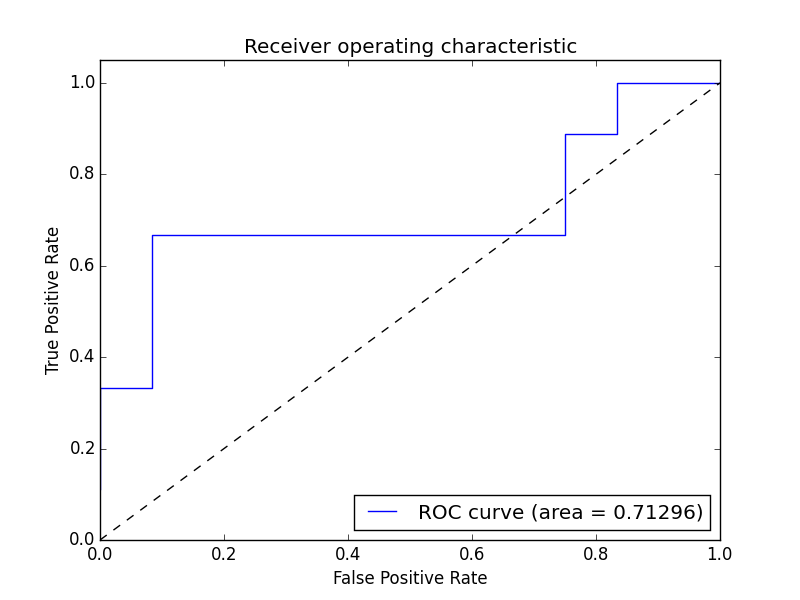 Receiver operating characteristic
True Positive Rate
1.0
0.8
0.6
0.4
0.2
0.0
ROC curve (area = 0.71296)
0.0 0.2 0.4 0.6 0.8 1.0
False Positive Rate